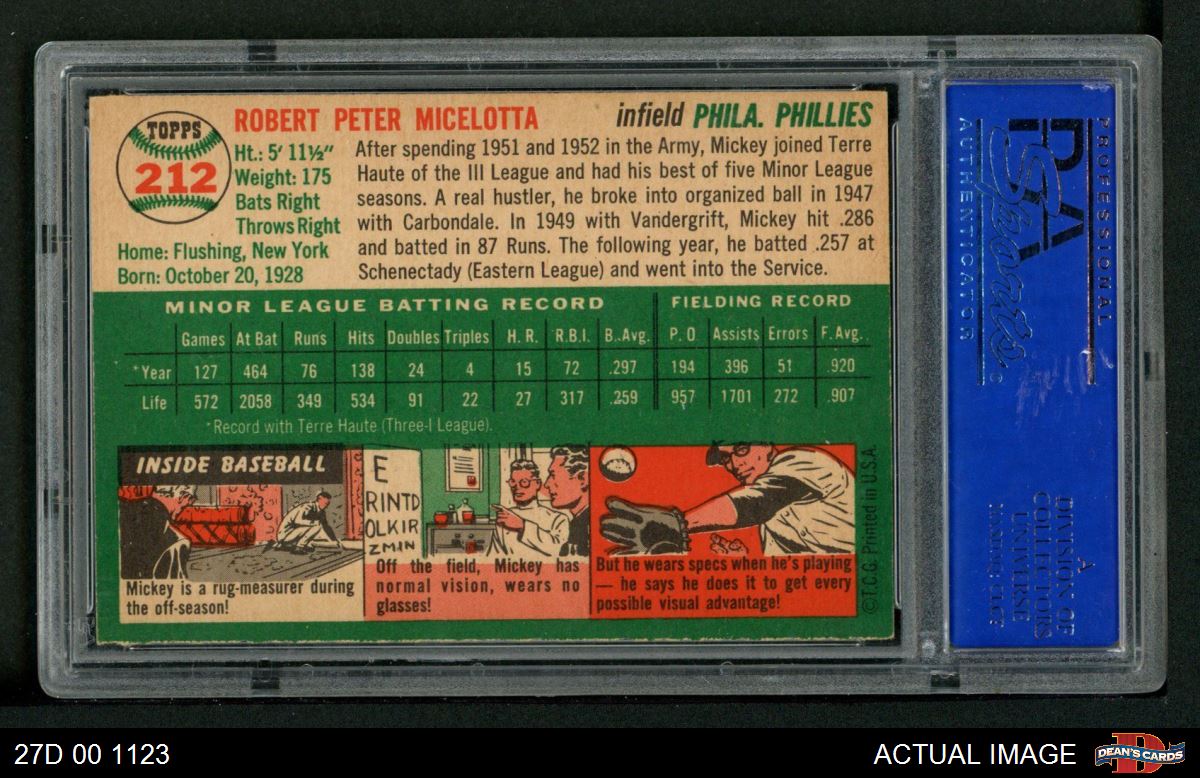 TOPPS
212
ROBERT PETER MICELOTTA
infield PHILA. PHILLIES
Ht.: 5' 11½"
Weight: 175
Bats Right
Throws Right
Home: Flushing, New York
Born: October 20, 1928
After spending 1951 and 1952 in the Army, Mickey joined Terre
Haute of the III League and had his best of five Minor League
seasons. A real hustler, he broke into organized ball in 1947
with Carbondale. In 1949 with Vandergrift, Mickey hit .286
and batted in 87 Runs. The following year, he batted .257 at
Schenectady (Eastern League) and went into the Service.
MINOR LEAGUE BATTING RECORD FIELDING RECORD
Games At Bat Runs Hits Doubles Triples H. R. R.B.I. B.Avg. P. O. Assists Errors F. Avg.
*Year 127 464 76 138 24 4 15 72 .297 194 396 51 .920
Life 572 2058 349 534 91 22 27 317 .259 957 1701 272 .907
*Record with Terre Haute (Three-I League).
INSIDE BASEBALL
Mickey is a rug-measurer during
the off-season!
E
RINTD
OLKIR
ZMIN
Off the field, Mickey has
normal vision, wears no
glasses!
But he wears specs when he's playing
— he says he does it to get every
possible visual advantage!
©T.C.G. Printed in U.S.A.
PROFESSIONAL
PSA
Sports
AUTHENTICATOR
A
DIVISION OF
COLLECTORS
UNIVERSE
NASDAQ: CLCT
27D 00 1123
ACTUAL IMAGE
DEAN'S CARDS